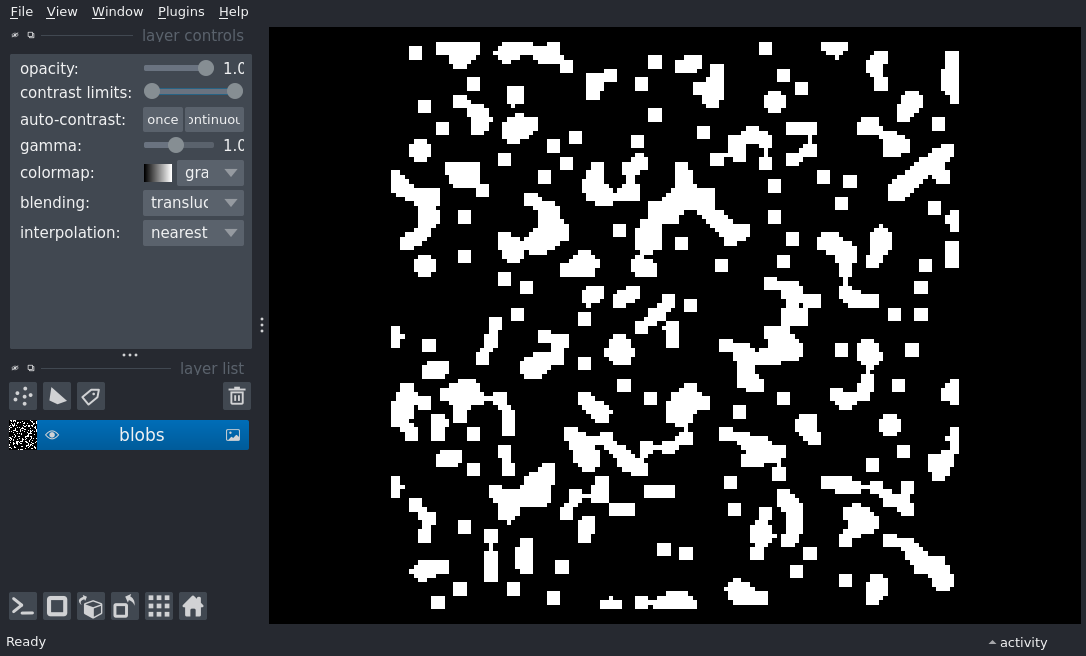 File View Window Plugins Help
layer controls
opacity: 1.0
contrast limits:
auto-contrast: once ontinuou
gamma: 1.0
colormap: gra
blending: transluc
interpolation: nearest
layer list
blobs
Ready
activity